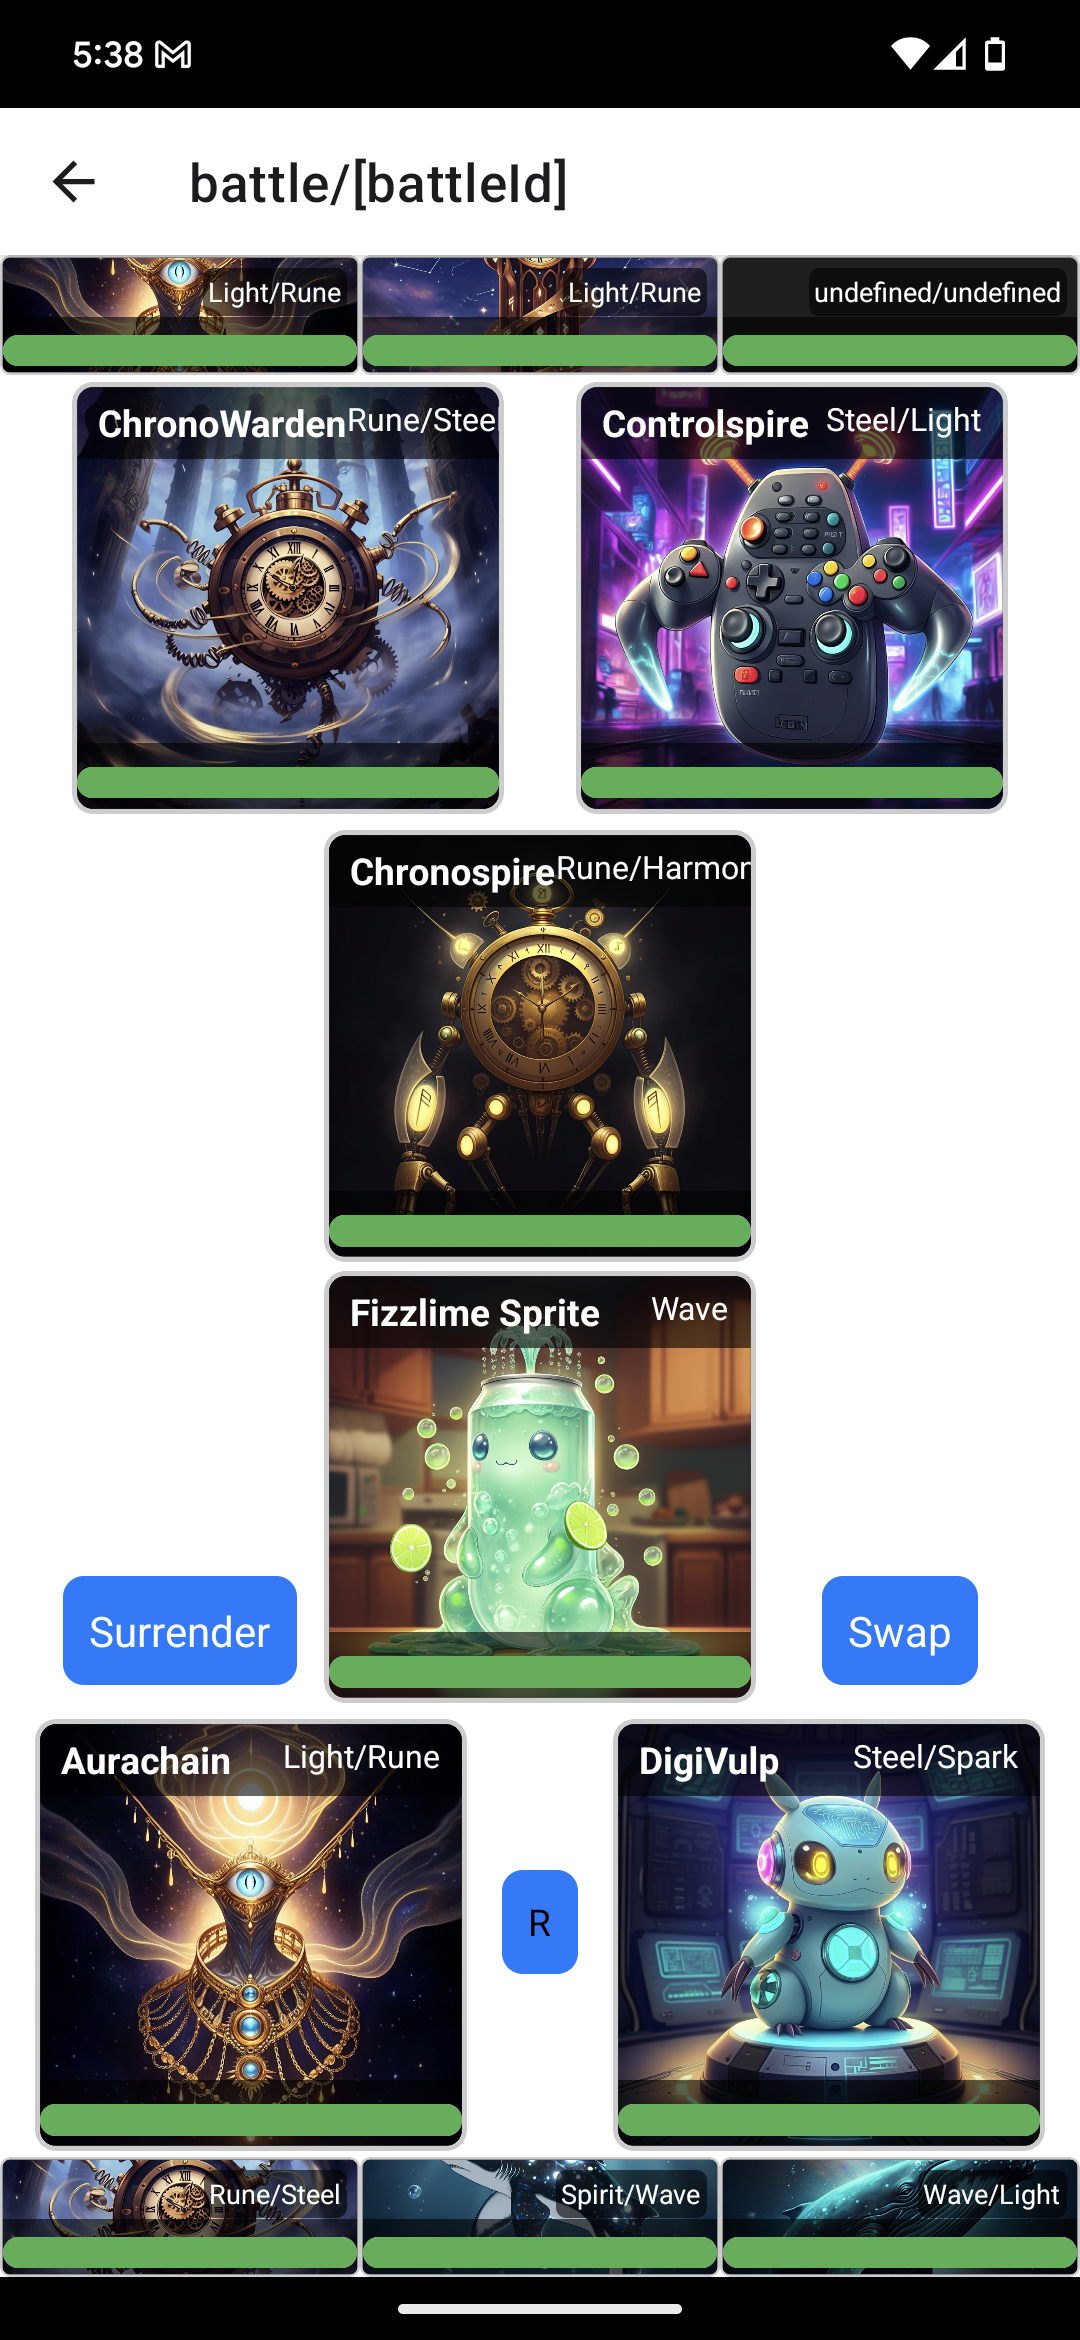 5:38
battle/[battleId]
Light/Rune
Light/Rune
undefined/undefined
ChronoWarden
Rune/Steel
Controlspire
Steel/Light
Chronospire
Rune/Harmon
Fizzlime Sprite
Wave
Surrender
Swap
Aurachain
Light/Rune
R
DigiVulp
Steel/Spark
Rune/Steel
Spirit/Wave
Wave/Light